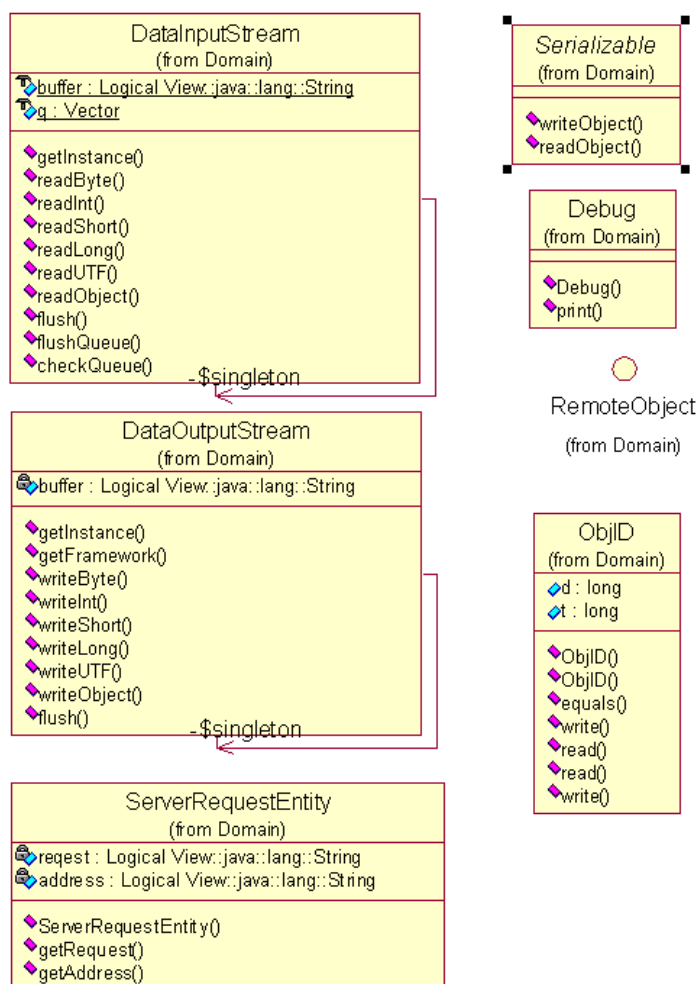 DataInputStream
(from Domain)
buffer : Logical View::java::lang::String
q : Vector
getInstance()
readByte()
readInt()
readShort()
readLong()
readUTF()
readObject()
flush()
flushQueue()
checkQueue()
-$singleton
DataOutputStream
(from Domain)
buffer : Logical View::java::lang::String
getInstance()
getFramework()
writeByte()
writeInt()
writeShort()
writeLong()
writeUTF()
writeObject()
flush()
-$singleton
ServerRequestEntity
(from Domain)
reqest : Logical View::java::lang::String
address : Logical View::java::lang::String
ServerRequestEntity()
getRequest()
getAddress()
Serializable
(from Domain)
writeObject()
readObject()
Debug
(from Domain)
Debug()
print()
RemoteObject
(from Domain)
ObjID
(from Domain)
d : long
t : long
ObjID()
ObjID()
equals()
write()
read()
read()
write()